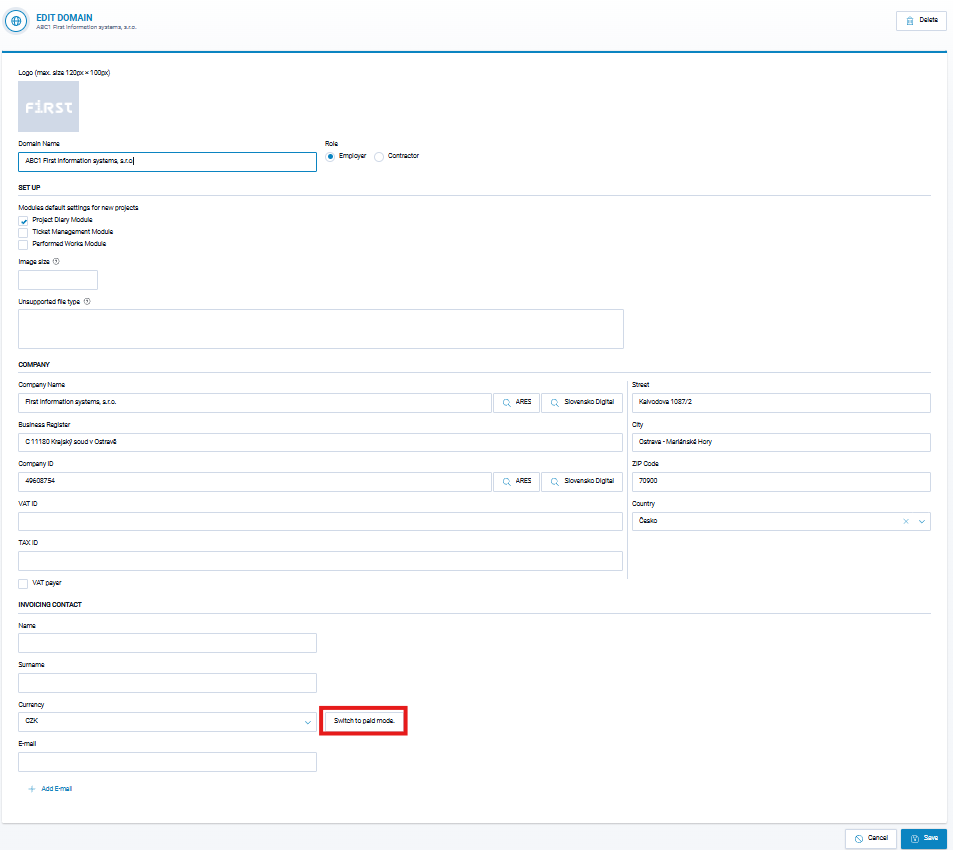 EDIT DOMAIN
ABC1 First information systems, s.r.o.
Delete
Logo (max. size 120px × 100px)
FiRST
Domain Name
Role
ABC1 First information systems, s.r.o
Employer
Contractor
SET UP
Modules default settings for new projects
Project Diary Module
Ticket Management Module
Performed Works Module
Image size
Unsupported file type
COMPANY
Company Name
Street
First information systems, s.r.o.
ARES
Slovensko Digital
Kalvodova 1087/2
Business Register
City
C 11180 Krajský soud v Ostravě
Ostrava - Mariánské Hory
Company ID
ZIP Code
49608754
ARES
Slovensko Digital
70900
VAT ID
Country
Česko
TAX ID
VAT payer
INVOICING CONTACT
Name
Surname
Currency
CZK
Switch to paid mode.
E-mail
Add E-mail
Cancel
Save